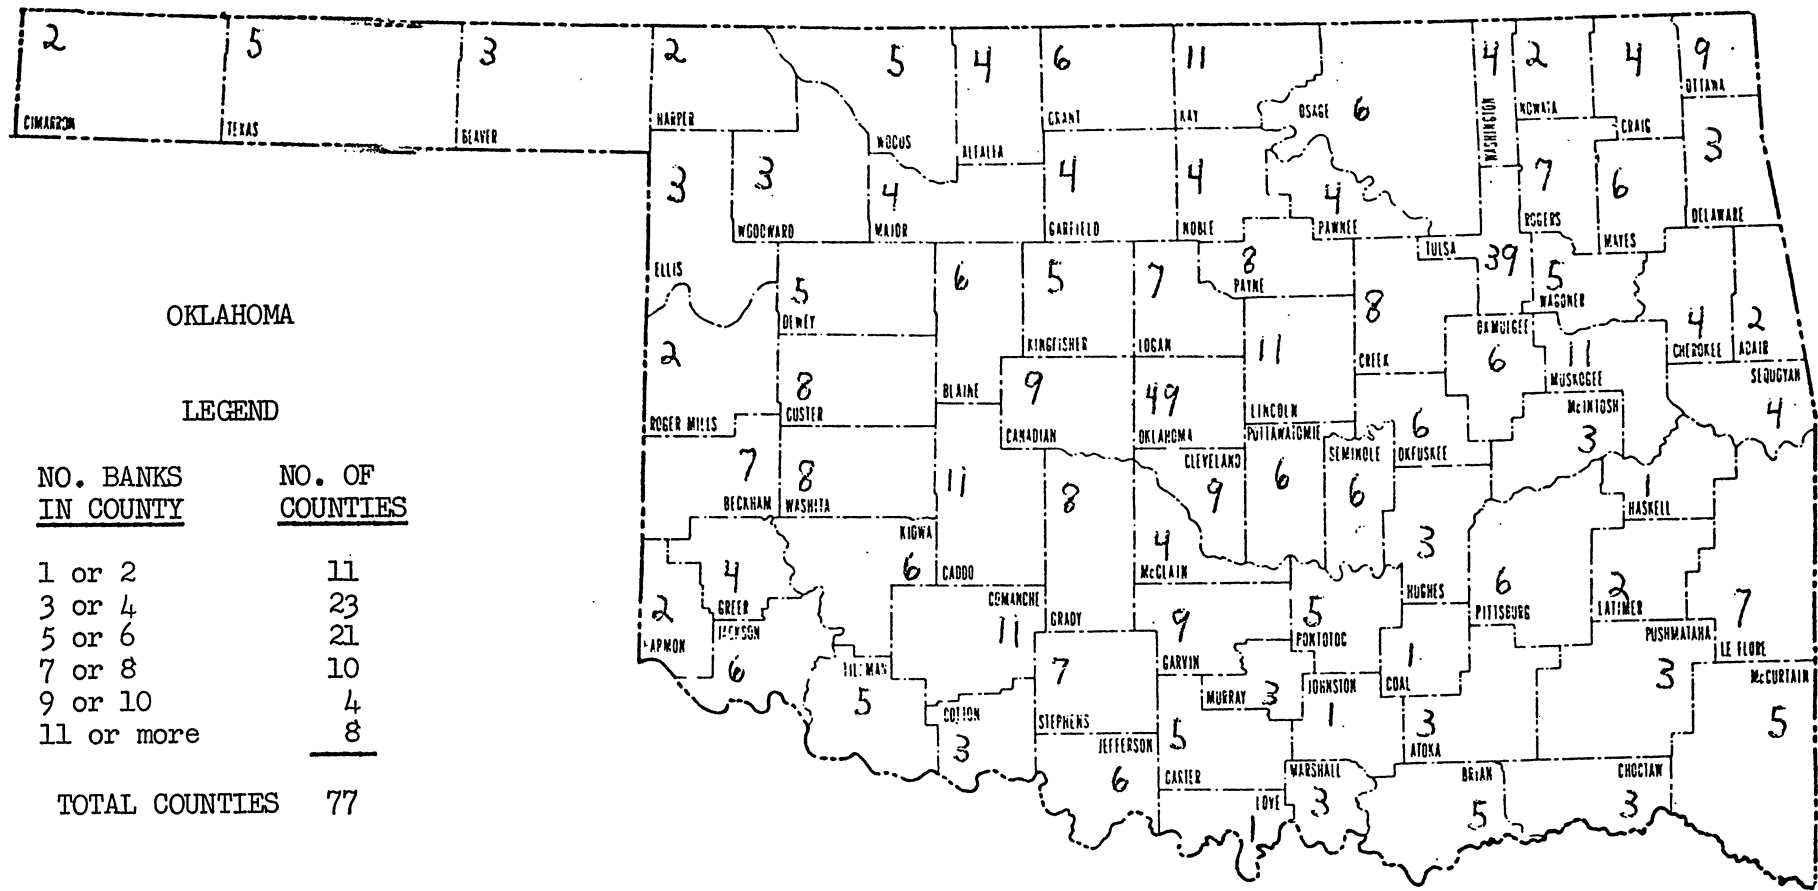 2 5 3 2 5 4 6 11 6 4 2 4 9
CIMARRON TEXAS BEAVER HARPER WOODS ALFALFA GRANT KAY OSAGE WASHINGTON NOWATA CRAIG OTTAWA
3 3 4 4 4 4 7 6 3
ELLIS WOODWARD MAJOR GARFIELD NOBLE PAWNEE ROGERS MAYES DELAWARE
5 6 5 7 8 8 39 5 4 2
DEWEY BLAINE KINGFISHER LOGAN PAYNE CREEK TULSA WAGONER CHEROKEE ADAIR
OKLAHOMA
2 8 9 49 11 6 11 4
ROGER MILLS CUSTER CANADIAN OKLAHOMA LINCOLN OKMULGEE MUSKOGEE SEQUOYAH
7 8 11 8 9 6 6 6 3 1
BECKHAM WASHITA CADDO GRADY CLEVELAND POTTAWATOMIE SEMINOLE OKFUSKEE McINTOSH HASKELL
2 4 6 11 4 5 3 6 2 7
HARMON GREER KIOWA COMANCHE McCLAIN PONTOTOC HUGHES PITTSBURG LATIMER LE FLORE
6 5 7 9 3 1 1 3 3 5
JACKSON TILLMAN STEPHENS GARVIN MURRAY JOHNSTON COAL ATOKA PUSHMATAHA McCURTAIN
3 6 5 1 3 5 3
COTTON JEFFERSON CARTER LOVE MARSHALL BRIAN CHOCTAW
LEGEND
NO. BANKS NO. OF
IN COUNTY COUNTIES
1 or 2 11
3 or 4 23
5 or 6 21
7 or 8 10
9 or 10 4
11 or more 8
TOTAL COUNTIES 77